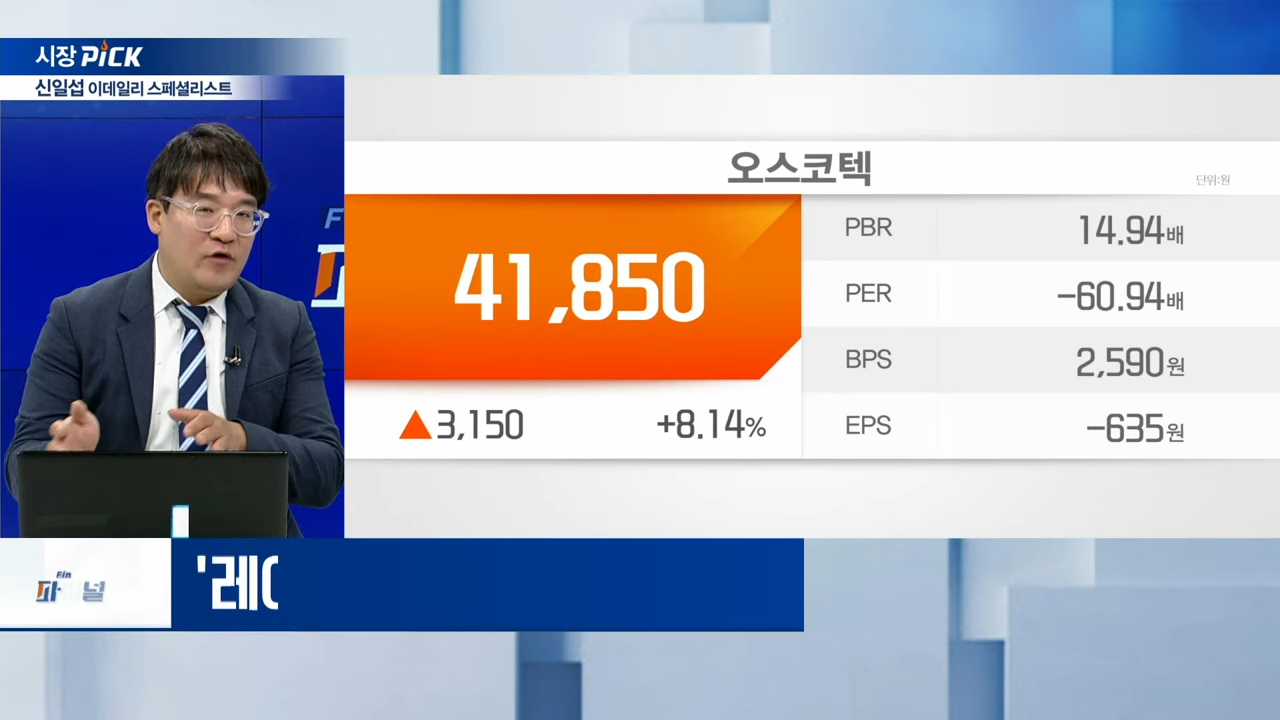 시장 PiCK
신일섭 이데일리 스페셜리스트
오스코텍
단위:원
41,850
▲3,150 +8.14%
PBR 14.94배
PER -60.94배
BPS 2,590원
EPS -635원
Fin
'레